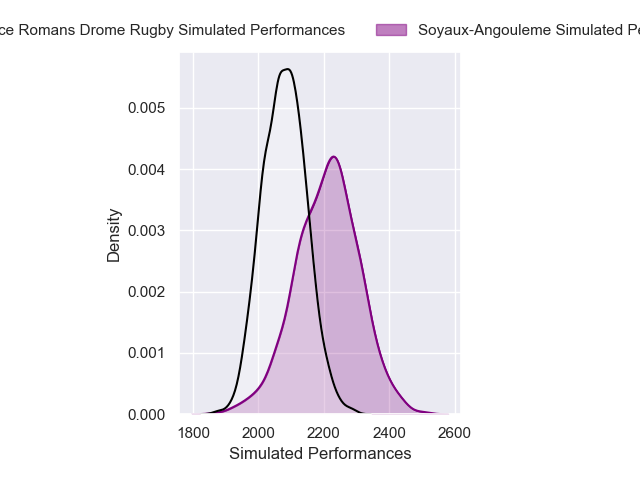 ce Romans Drome Rugby Simulated Performances
Soyaux-Angouleme Simulated Pe
0.005
0.004
0.003
0.002
0.001
0.000
Density
1800 2000 2200 2400 2600
Simulated Performances